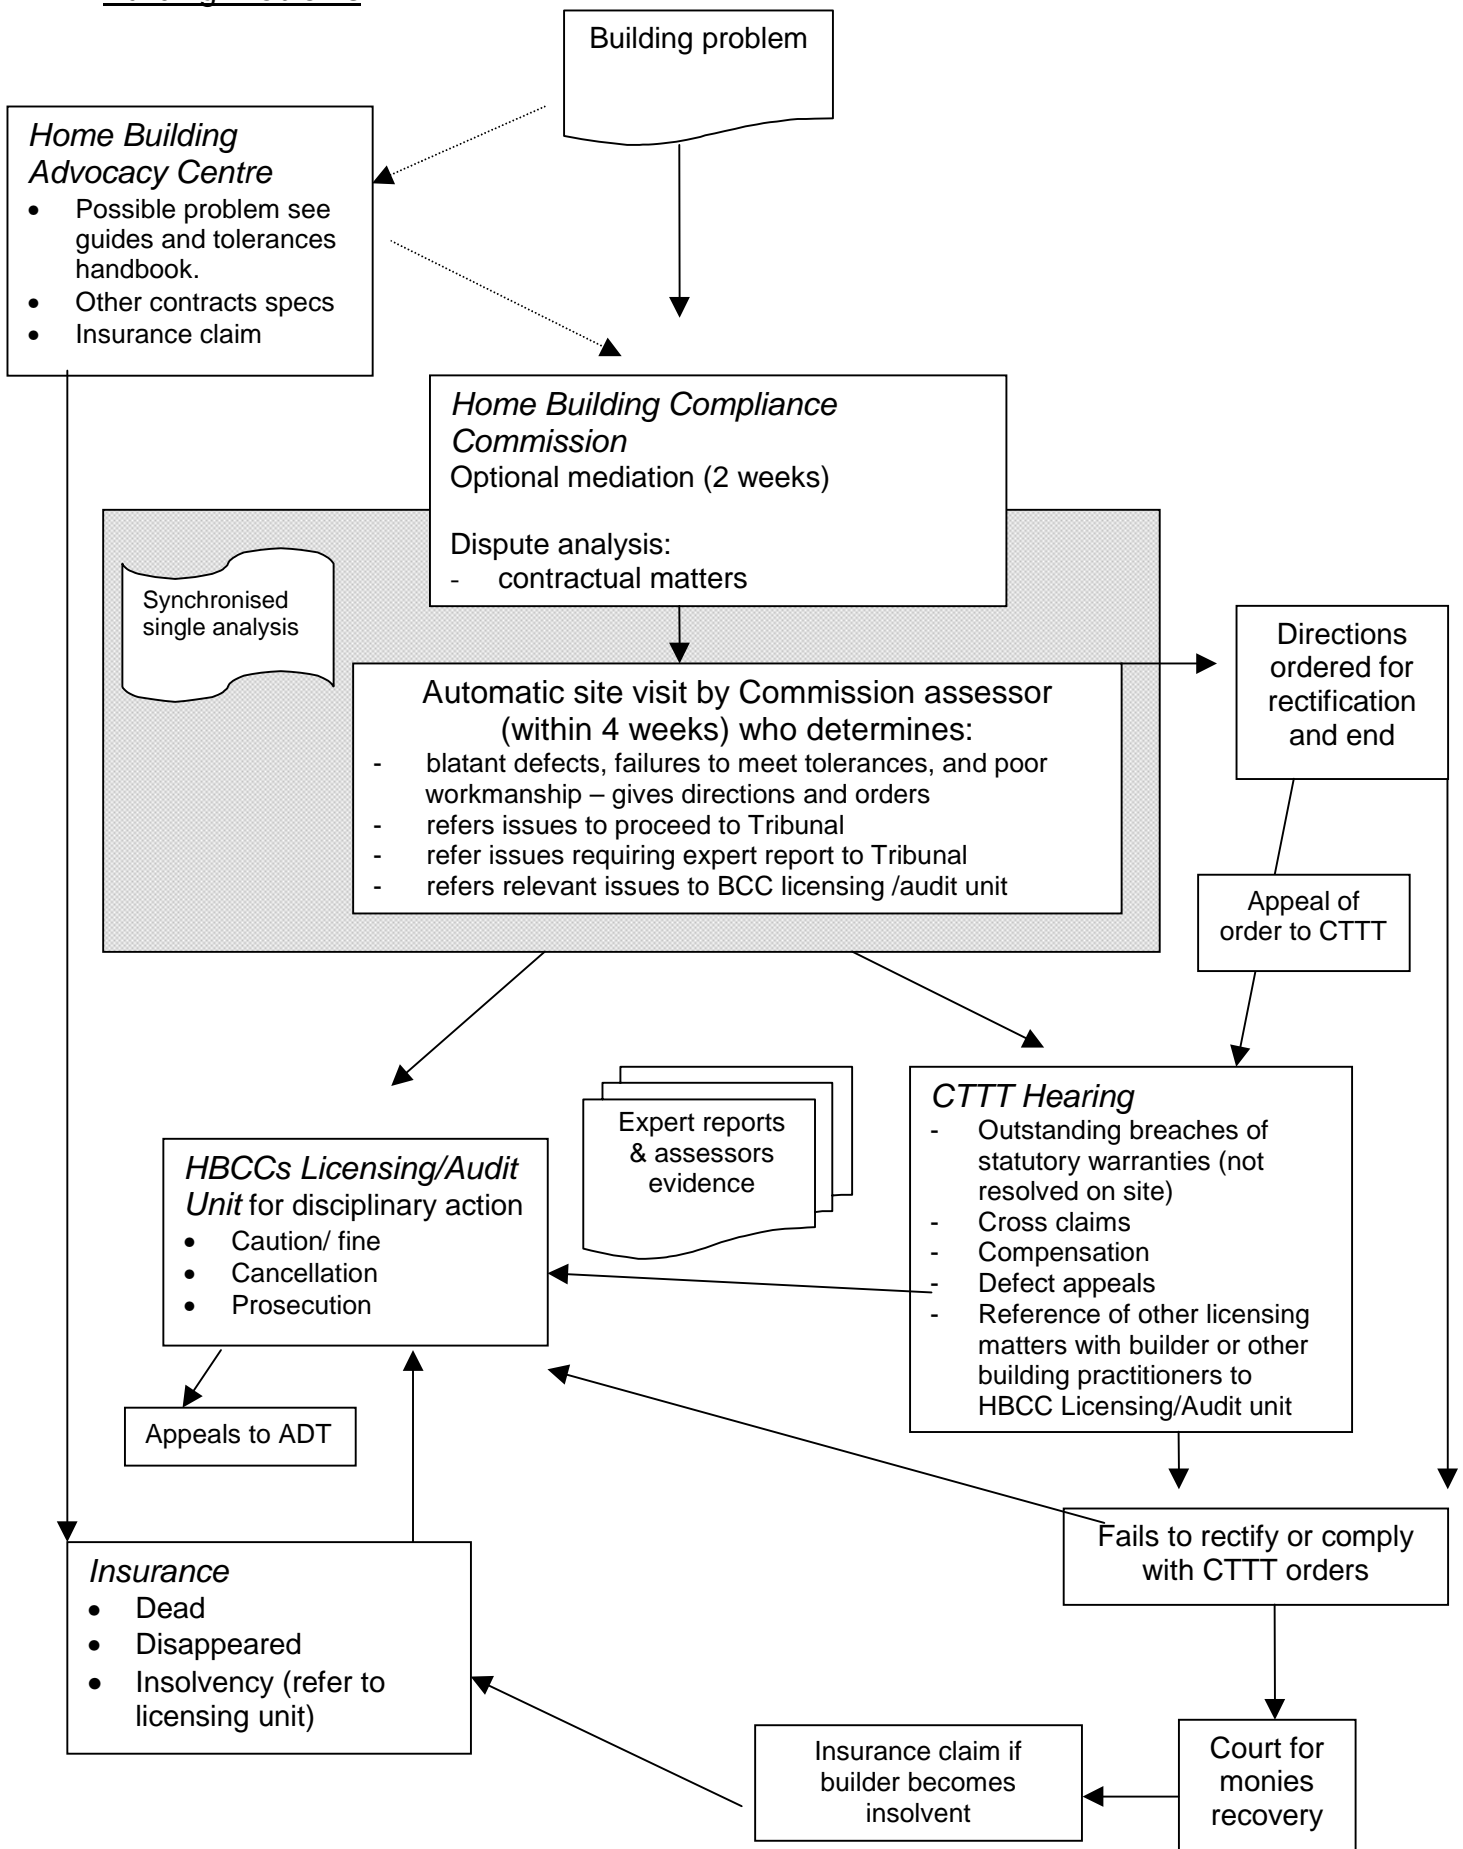 Building problem
Home Building
Advocacy Centre
• Possible problem see
guides and tolerances
handbook.
• Other contracts specs
• Insurance claim
Home Building Compliance
Commission
Optional mediation (2 weeks)
Dispute analysis:
- contractual matters
Synchronised
single analysis
Automatic site visit by Commission assessor
(within 4 weeks) who determines:
- blatant defects, failures to meet tolerances, and poor
workmanship – gives directions and orders
- refers issues to proceed to Tribunal
- refer issues requiring expert report to Tribunal
- refers relevant issues to BCC licensing /audit unit
Directions
ordered for
rectification
and end
Appeal of
order to CTTT
Expert reports
& assessors
evidence
CTTT Hearing
- Outstanding breaches of
statutory warranties (not
resolved on site)
- Cross claims
- Compensation
- Defect appeals
- Reference of other licensing
matters with builder or other
building practitioners to
HBCC Licensing/Audit unit
HBCCs Licensing/Audit
Unit for disciplinary action
• Caution/ fine
• Cancellation
• Prosecution
Appeals to ADT
Fails to rectify or comply
with CTTT orders
Insurance
• Dead
• Disappeared
• Insolvency (refer to
licensing unit)
Insurance claim if
builder becomes
insolvent
Court for
monies
recovery